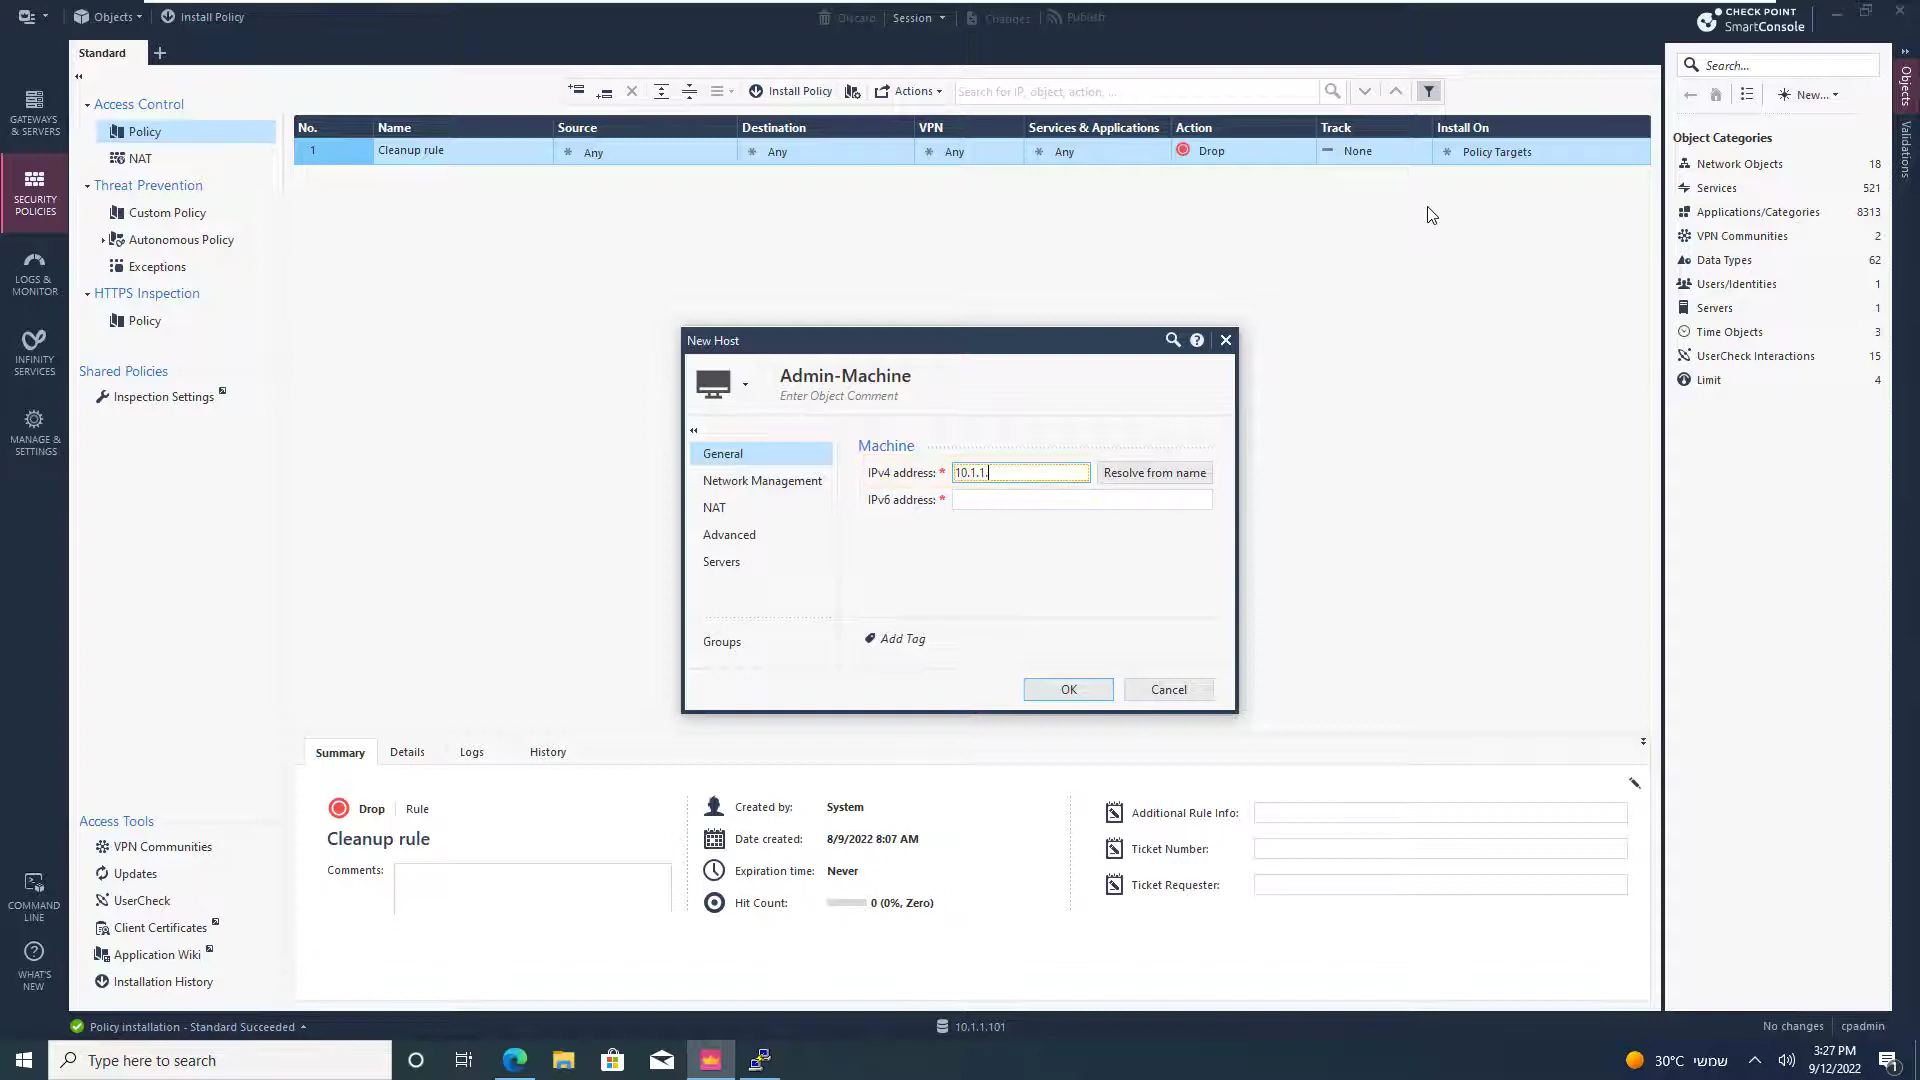 Objects
Install Policy
Discard
Session
Changes
Publish
CHECK POINT
SmartConsole
Standard
GATEWAYS
& SERVERS
SECURITY
POLICIES
LOGS &
MONITOR
INFINITY
SERVICES
MANAGE &
SETTINGS
COMMAND
LINE
WHAT'S
NEW
Access Control
Policy
NAT
Threat Prevention
Custom Policy
Autonomous Policy
Exceptions
HTTPS Inspection
Policy
Shared Policies
Inspection Settings
Access Tools
VPN Communities
Updates
UserCheck
Client Certificates
Application Wiki
Installation History
Install Policy
Actions
Search for IP, object, action, ...
No. Name Source Destination VPN Services & Applications Action Track Install On
1 Cleanup rule * Any * Any * Any * Any Drop — None * Policy Targets
New Host
Admin-Machine
Enter Object Comment
General
Network Management
NAT
Advanced
Servers
Groups
Machine
IPv4 address: * 10.1.1. Resolve from name
IPv6 address: *
Add Tag
OK Cancel
Summary Details Logs History
Drop Rule
Cleanup rule
Comments:
Created by: System
Date created: 8/9/2022 8:07 AM
Expiration time: Never
Hit Count: 0 (0%, Zero)
Additional Rule Info:
Ticket Number:
Ticket Requester:
Search...
New...
Object Categories
Network Objects 18
Services 521
Applications/Categories 8313
VPN Communities 2
Data Types 62
Users/Identities 1
Servers 1
Time Objects 3
UserCheck Interactions 15
Limit 4
Objects
Validations
Policy installation - Standard Succeeded
10.1.1.101
No changes cpadmin
Type here to search
30°C שמשי
3:27 PM
9/12/2022
1